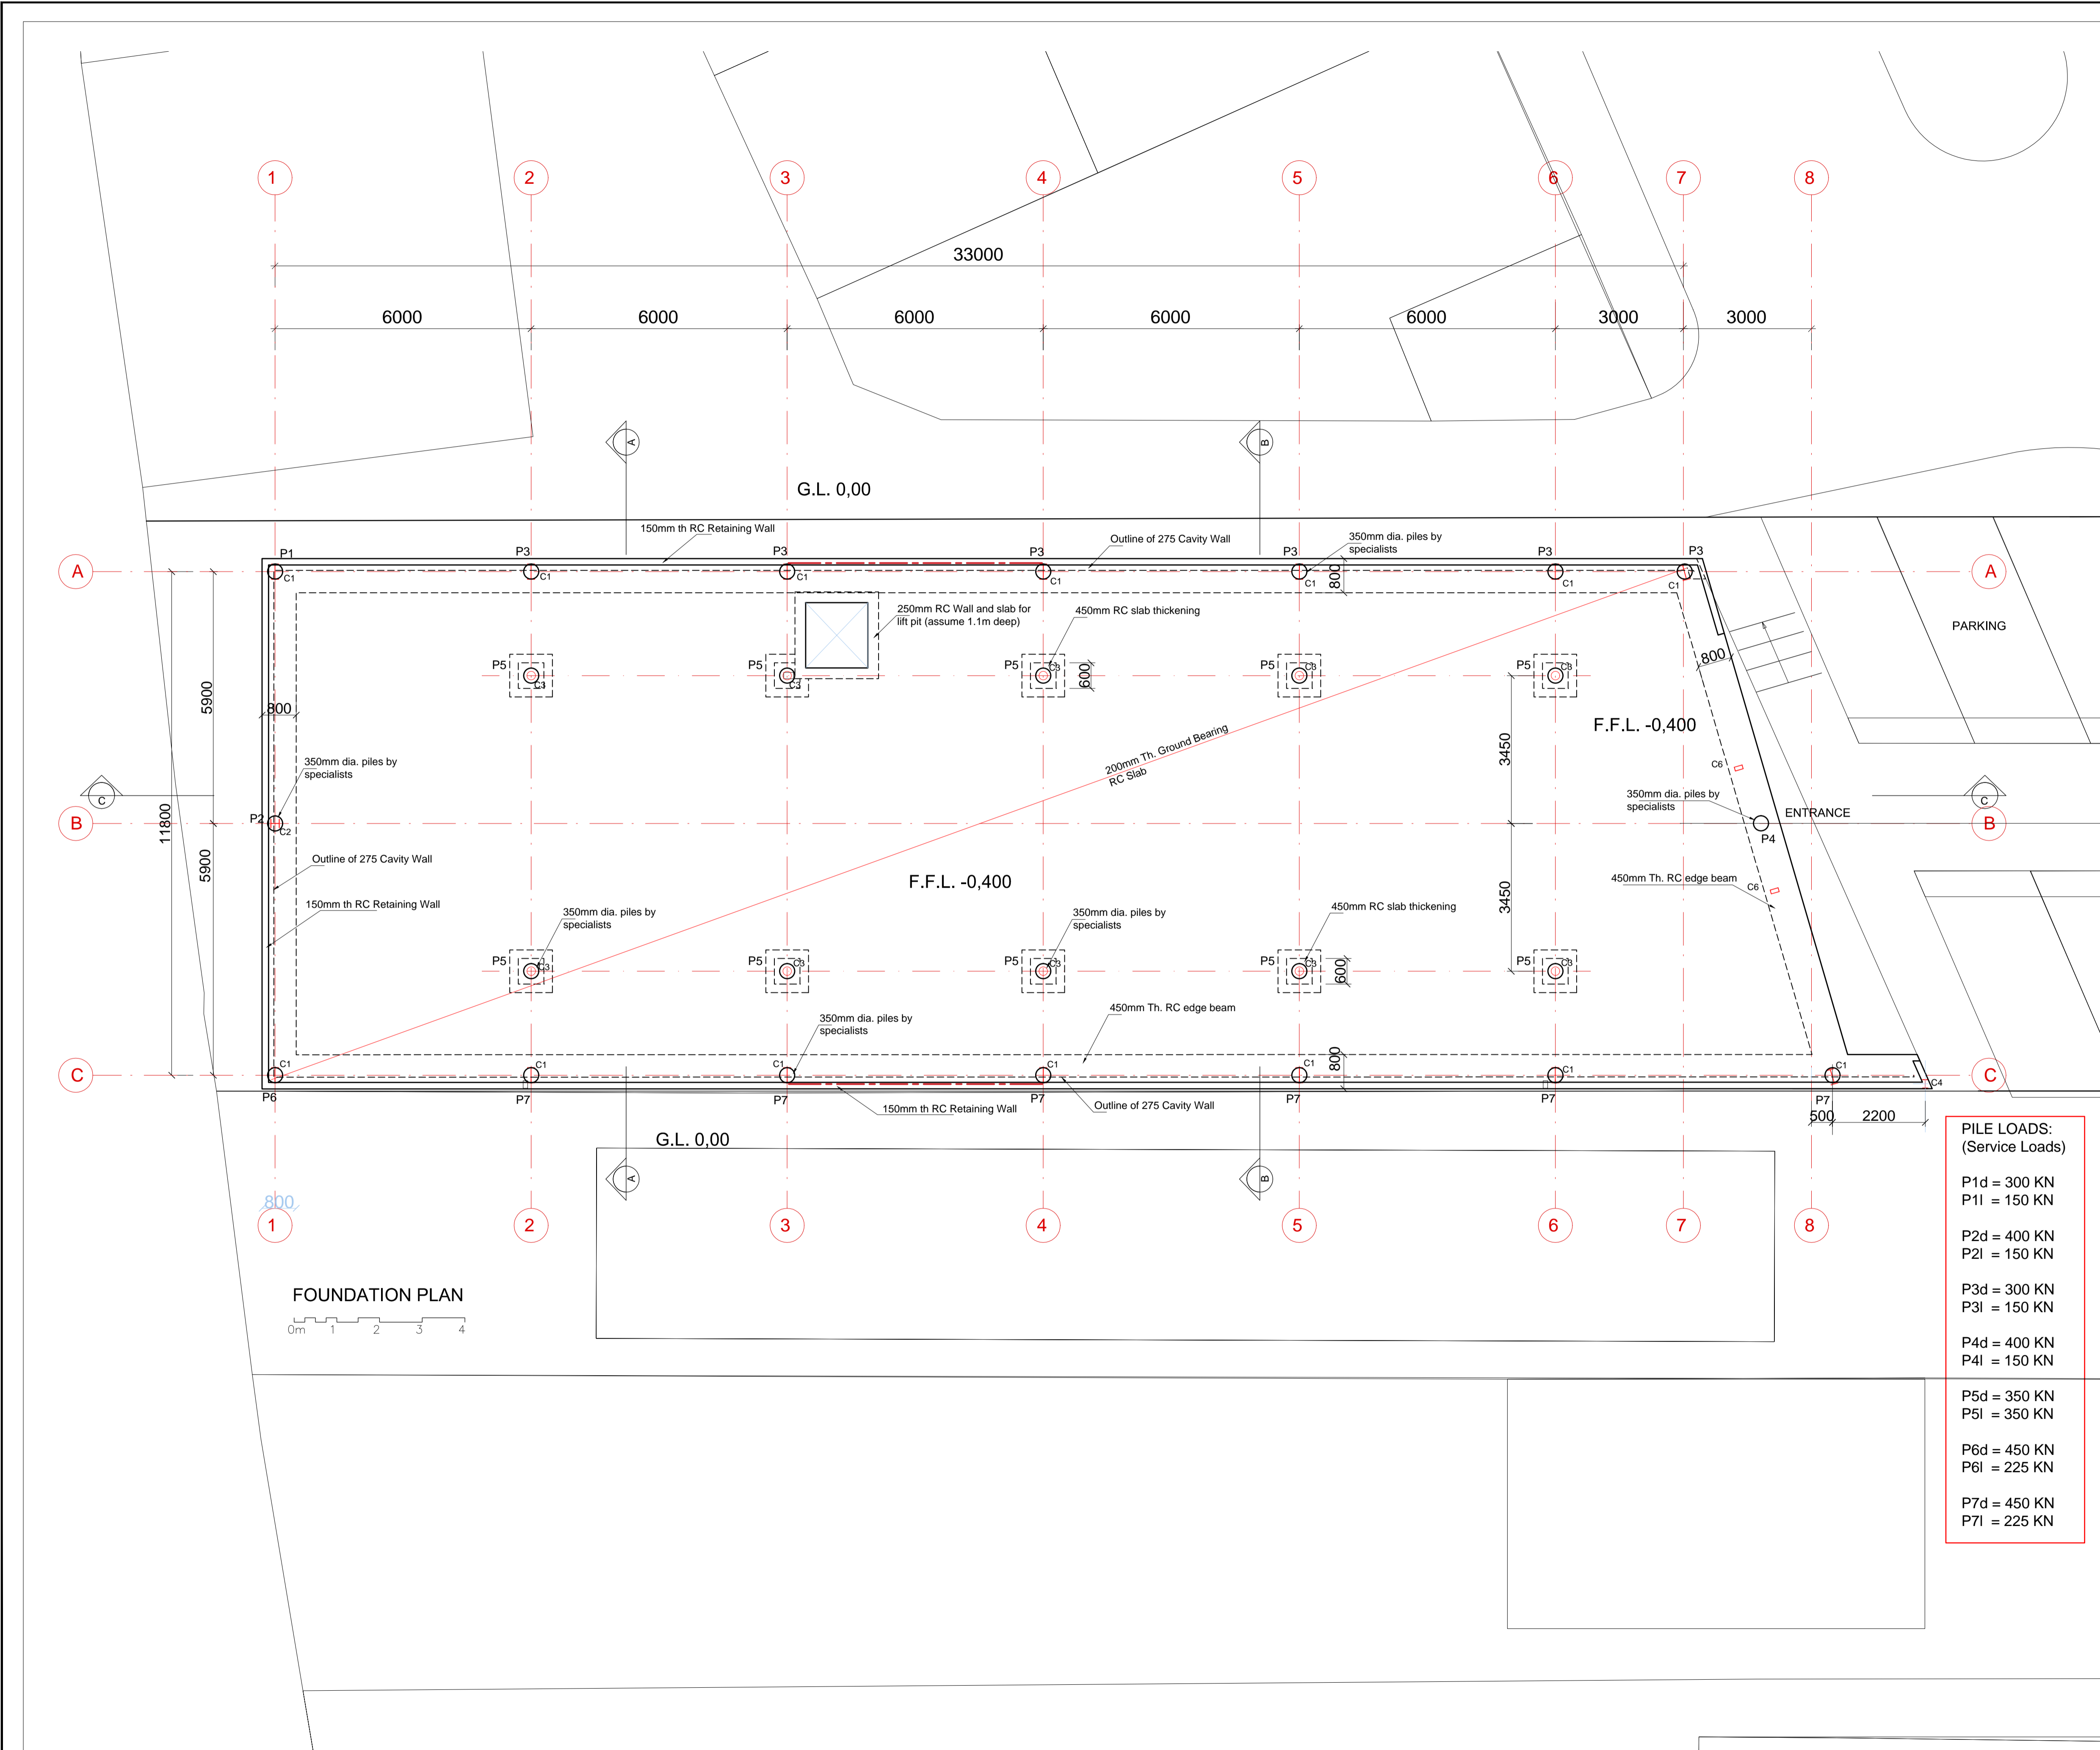 1 2 3 4 5 6 7 8
33000
6000 6000 6000 6000 6000 3000 3000
A B
G.L. 0,00
150mm th RC Retaining Wall
Outline of 275 Cavity Wall
350mm dia. piles by
specialists
P1 P3 P3 P3 P3 P3 P3
A A
C1 C1 C1 C1 C1 C1 C1
800
250mm RC Wall and slab for
lift pit (assume 1.1m deep)
450mm RC slab thickening
PARKING
P5 P5 P5 P5 P5
C3 C3 C3 C3 C3
600
800
5900
800
F.F.L. -0,400
200mm Th. Ground Bearing
RC Slab
3450
350mm dia. piles by
specialists
C6
350mm dia. piles by
specialists
C C
11800
B P2 C2 ENTRANCE B
P4
Outline of 275 Cavity Wall
5900
F.F.L. -0,400
3450
450mm Th. RC edge beam
C6
150mm th RC Retaining Wall
350mm dia. piles by
specialists
350mm dia. piles by
specialists
450mm RC slab thickening
P5 P5 P5 P5 P5
C3 C3 C3 C3 C3
600
450mm Th. RC edge beam
350mm dia. piles by
specialists
800
C1 C1 C1 C1 C1 C1 C1
C C
C4
P6 P7 P7 P7 P7 P7 P7
150mm th RC Retaining Wall
Outline of 275 Cavity Wall
500 2200
G.L. 0,00
A B
800
1 2 3 4 5 6 7 8
FOUNDATION PLAN
0m 1 2 3 4
PILE LOADS:
(Service Loads)
P1d = 300 KN
P1l = 150 KN
P2d = 400 KN
P2l = 150 KN
P3d = 300 KN
P3l = 150 KN
P4d = 400 KN
P4l = 150 KN
P5d = 350 KN
P5l = 350 KN
P6d = 450 KN
P6l = 225 KN
P7d = 450 KN
P7l = 225 KN